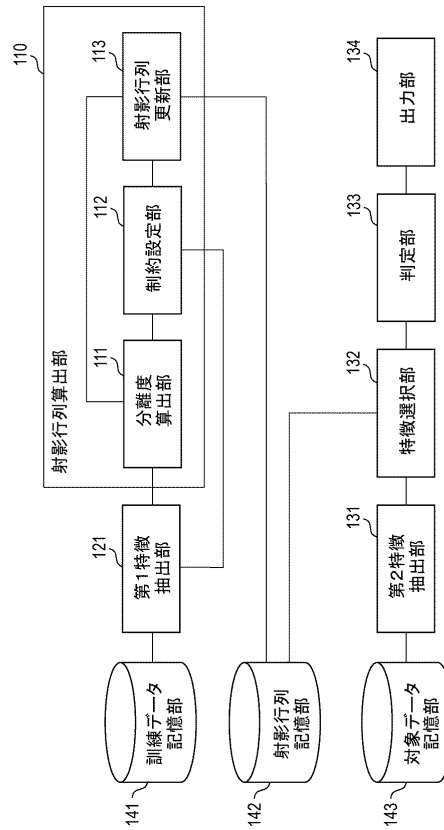 110
射影行列算出部
111
分離度
算出部
112
制約設定部
113
射影行列
更新部
121
第1特徴
抽出部
訓練データ
記憶部
141
射影行列
記憶部
142
対象データ
記憶部
143
131
第2特徴
抽出部
132
特徴選択部
133
判定部
134
出力部